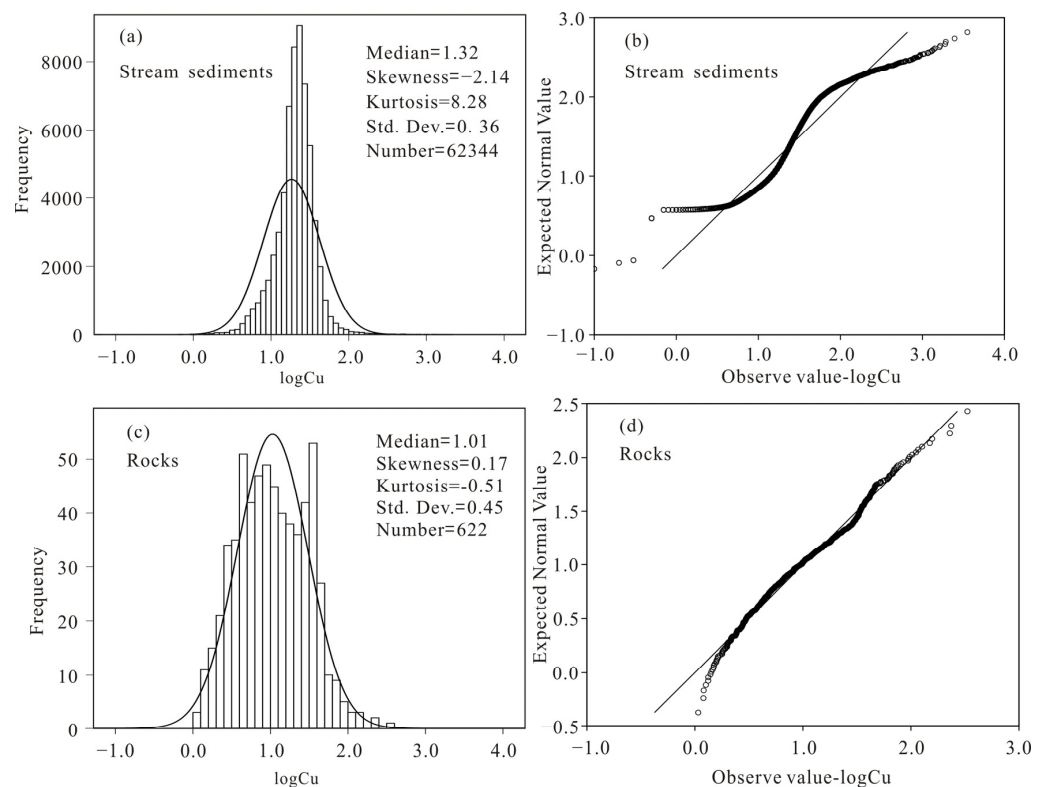 (a)
Stream sediments
Median=1.32
Skewness=−2.14
Kurtosis=8.28
Std. Dev.=0. 36
Number=62344
Frequency
8000
6000
4000
2000
0
−1.0 0.0 1.0 2.0 3.0 4.0
logCu
(b)
Stream sediments
Expected Normal Value
3.0
2.0
1.0
0.0
−1.0
−1.0 0.0 1.0 2.0 3.0 4.0
Observe value-logCu
(c)
Rocks
Median=1.01
Skewness=0.17
Kurtosis=-0.51
Std. Dev.=0.45
Number=622
Frequency
50
40
30
20
10
0
−1.0 0.0 1.0 2.0 3.0 4.0
logCu
(d)
Rocks
Expected Normal Value
2.5
2.0
1.5
1.0
0.5
0.0
−0.5
0.0 1.0 2.0 3.0
Observe value-logCu